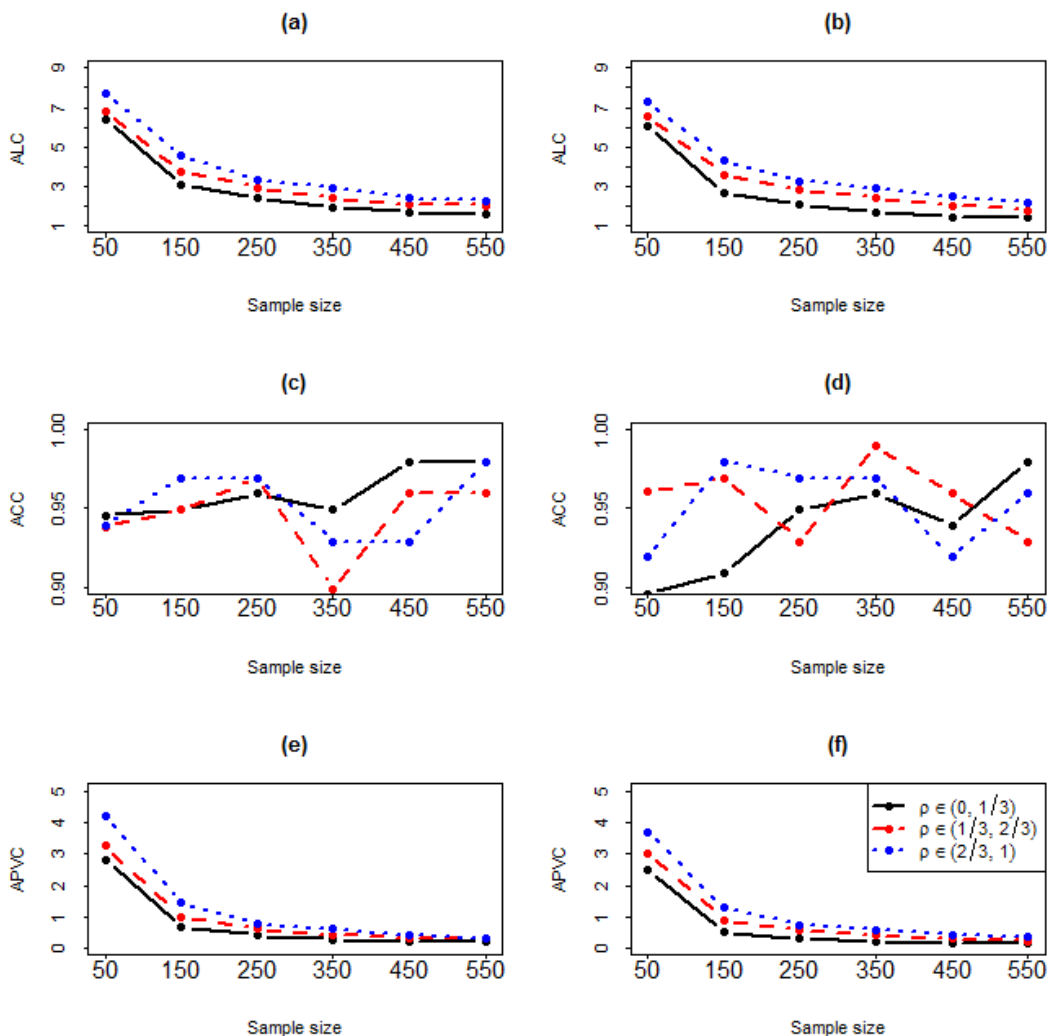 (a)
ALC
9
7
5
3
1
50 150 250 350 450 550
Sample size
(b)
ALC
9
7
5
3
1
50 150 250 350 450 550
Sample size
(c)
ACC
1.00
0.95
0.90
50 150 250 350 450 550
Sample size
(d)
ACC
1.00
0.95
0.90
50 150 250 350 450 550
Sample size
(e)
APVC
5
4
3
2
1
0
50 150 250 350 450 550
Sample size
(f)
APVC
5
4
3
2
1
0
50 150 250 350 450 550
Sample size
ρ ∈ (0, 1/3)
ρ ∈ (1/3, 2/3)
ρ ∈ (2/3, 1)